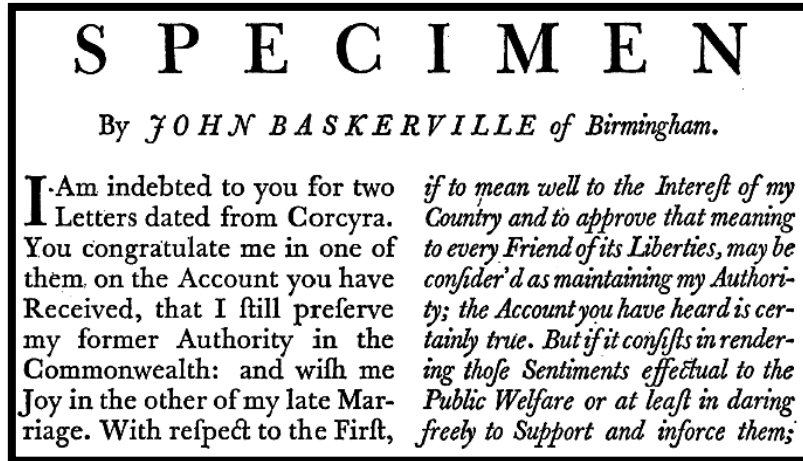 SPECIMEN
By JOHN BASKERVILLE of Birmingham.
I Am indebted to you for two
Letters dated from Corcyra.
You congratulate me in one of
them, on the Account you have
Received, that I ſtill preſerve
my former Authority in the
Commonwealth: and wiſh me
Joy in the other of my late Mar-
riage. With reſpect to the Firſt,
if to mean well to the Intereſt of my
Country and to approve that meaning
to every Friend of its Liberties, may be
conſider'd as maintaining my Authori-
ty; the Account you have heard is cer-
tainly true. But if it conſiſts in render-
ing thoſe Sentiments effectual to the
Public Welfare or at leaſt in daring
freely to Support and inforce them;